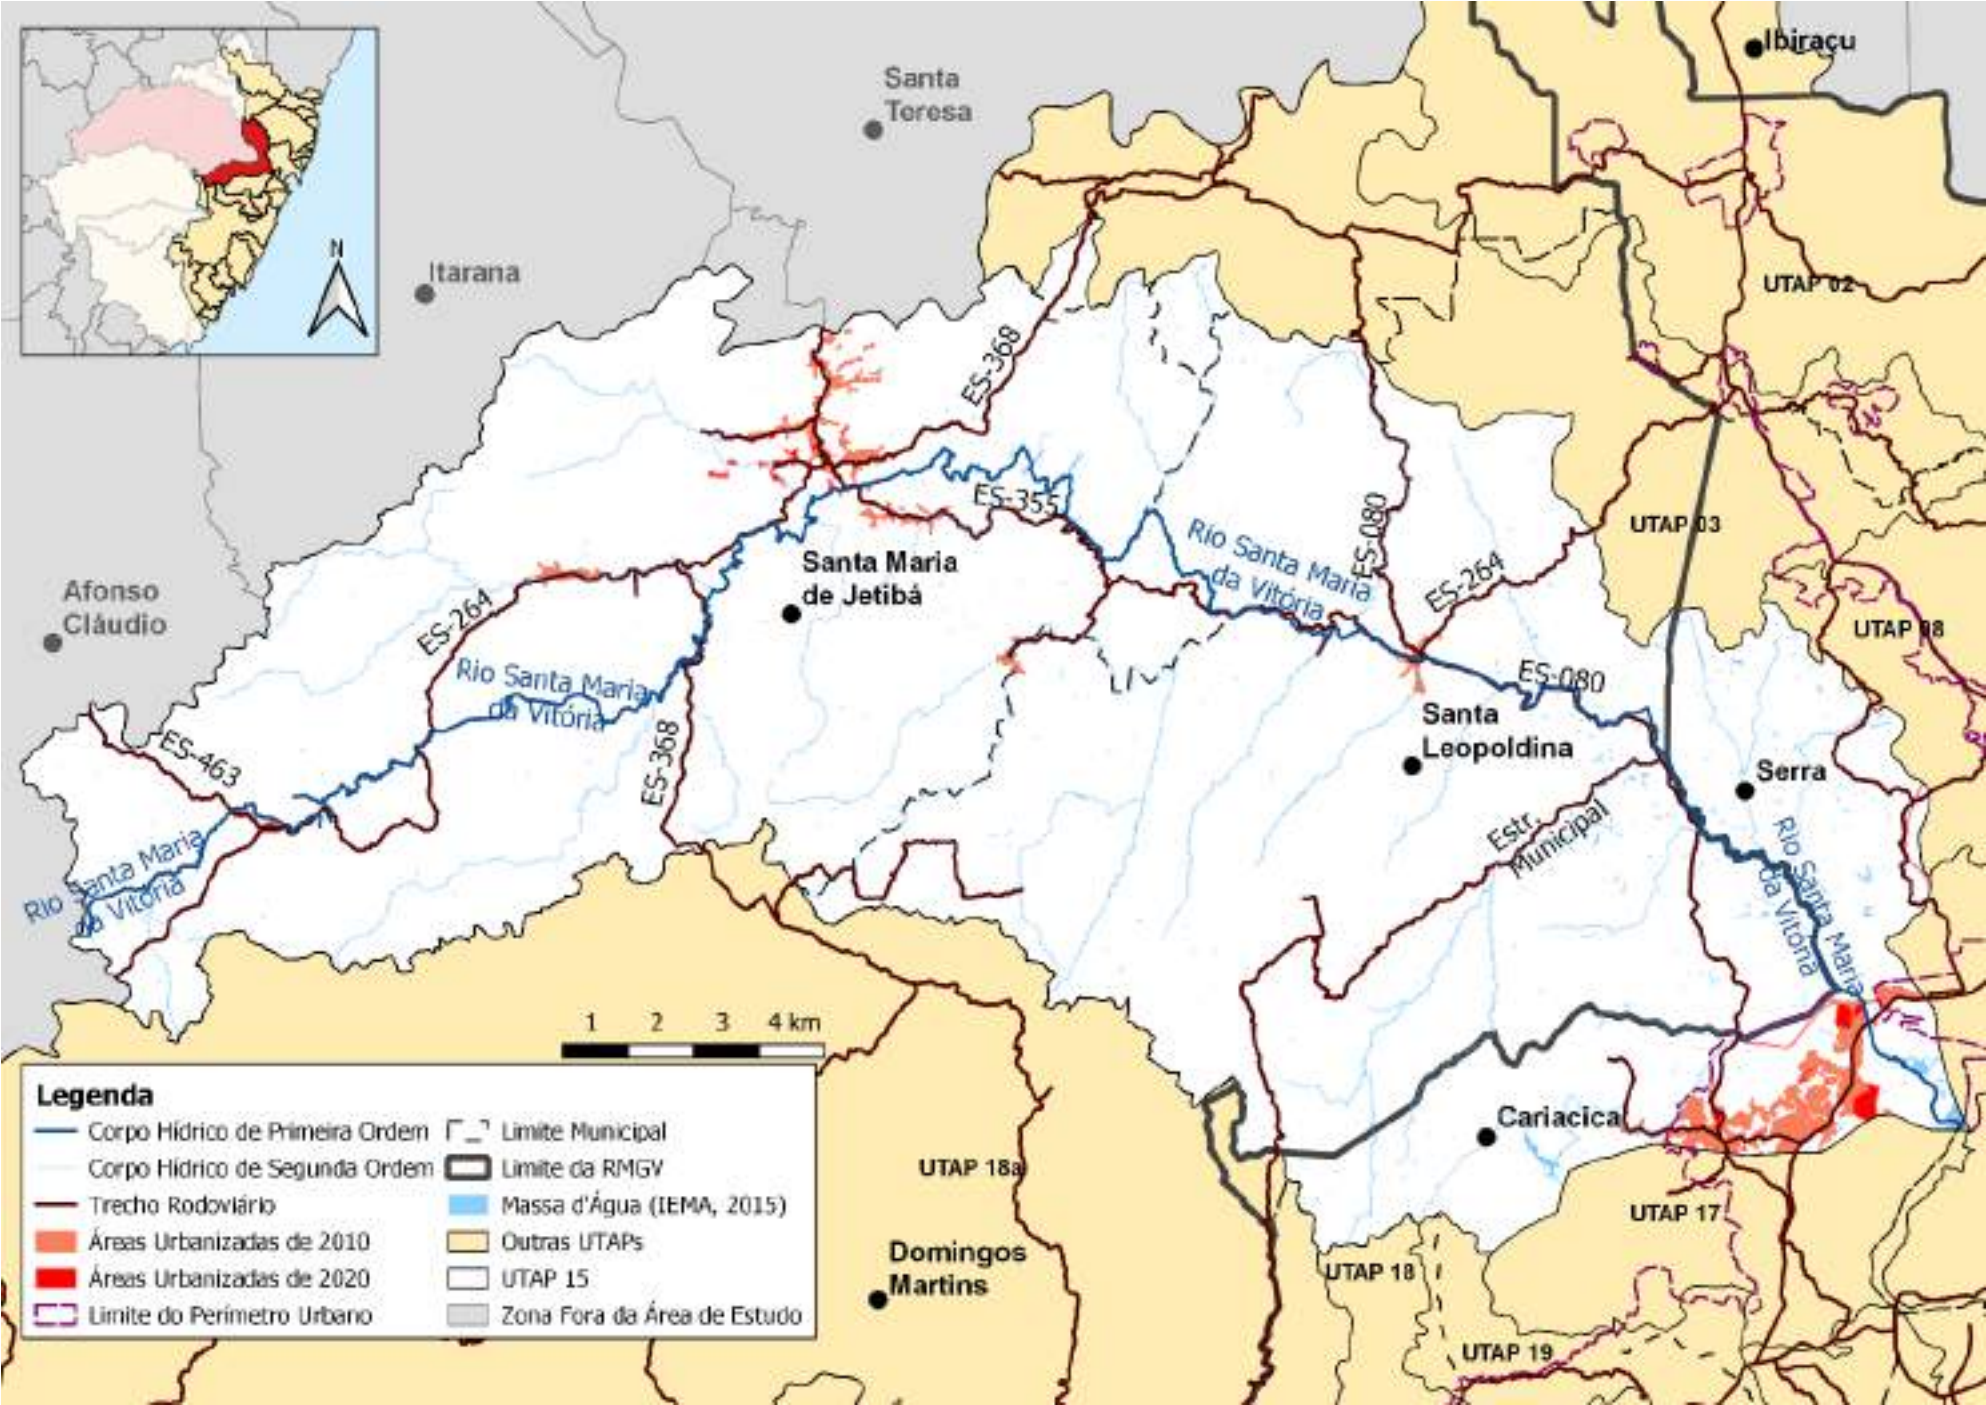 Ibiraçu
Santa
Teresa
N
Itarana
UTAP 02
ES-368
ES-355
ES-080
UTAP 03
Rio Santa Maria
da Vitória
Santa Maria
de Jetibá
ES-264
Afonso
Cláudio
ES-264
UTAP 08
Rio Santa Maria
da Vitória
ES-080
Santa
Leopoldina
ES-463
ES-368
Serra
Estr.
Municipal
Rio Santa Maria
da Vitória
Rio Santa Maria
da Vitória
1 2 3 4 km
Cariacica
UTAP 18a
UTAP 17
Domingos
Martins
UTAP 18
UTAP 19
Legenda
Corpo Hídrico de Primeira Ordem
Corpo Hídrico de Segunda Ordem
Trecho Rodoviário
Áreas Urbanizadas de 2010
Áreas Urbanizadas de 2020
Limite do Perímetro Urbano
Limite Municipal
Limite da RMGV
Massa d'Água (IEMA, 2015)
Outras UTAPs
UTAP 15
Zona Fora da Área de Estudo